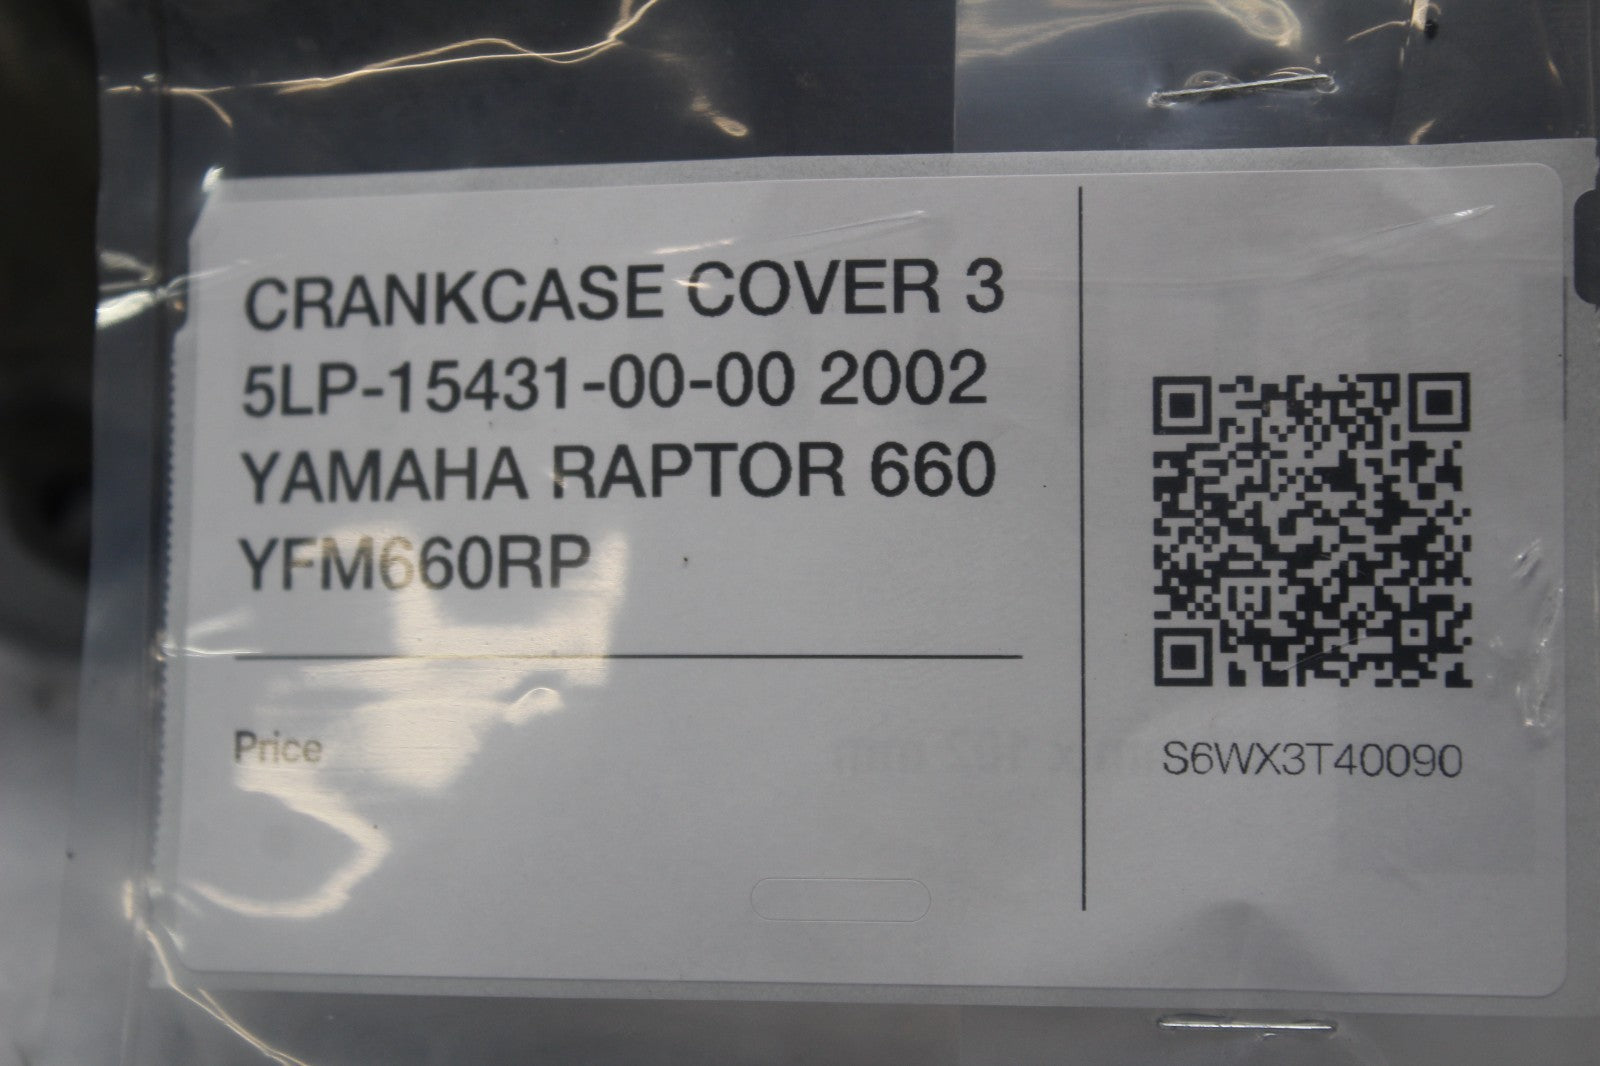 CRANKCASE COVER 3
5LP-15431-00-00 2002
YAMAHA RAPTOR 660
YFM660RP
Price
S6WX3T40090